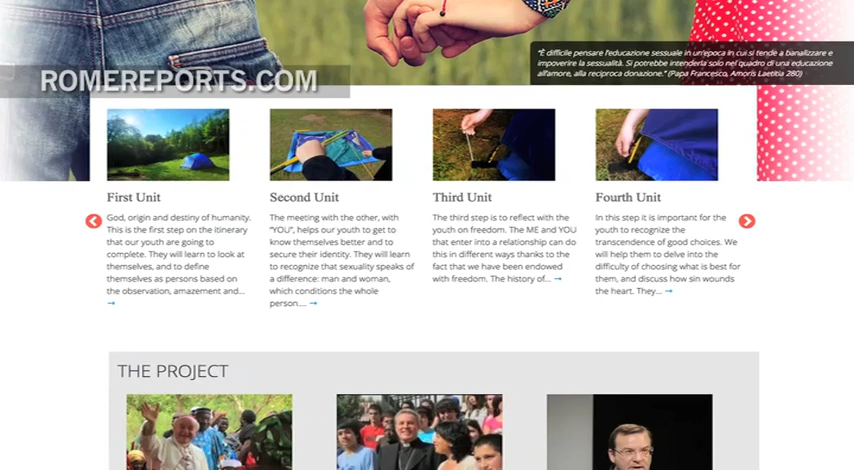 "È difficile pensare l'educazione sessuale in un'epoca in cui si tende a banalizzare e
impoverire la sessualità. Si potrebbe intenderla solo nel quadro di una educazione
all'amore, alla reciproca donazione." (Papa Francesco, Amoris Laetitia 280)
ROMEREPORTS.COM
First Unit
God, origin and destiny of humanity.
This is the first step on the itinerary
that our youth are going to
complete. They will learn to look at
themselves, and to define
themselves as persons based on
the observation, amazement and...
→
Second Unit
The meeting with the other, with
"YOU", helps our youth to get to
know themselves better and to
secure their identity. They will learn
to recognize that sexuality speaks of
a difference: man and woman,
which conditions the whole
person.... →
Third Unit
The third step is to reflect with the
youth on freedom. The ME and YOU
that enter into a relationship can do
this in different ways thanks to the
fact that we have been endowed
with freedom. The history of... →
Fourth Unit
In this step it is important for the
youth to recognize the
transcendence of good choices. We
will help them to delve into the
difficulty of choosing what is best for
them, and discuss how sin wounds
the heart. They... →
THE PROJECT